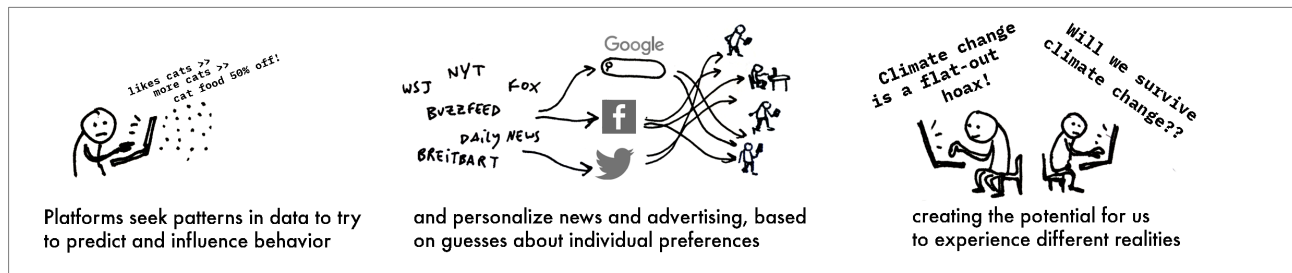 likes cats >>
more cats >>
cat food 50% off!
Platforms seek patterns in data to try
to predict and influence behavior
Google
WSJ NYT FOX
BUZZFEED
DAiLY NEWS
BREiTBART
f
and personalize news and advertising, based
on guesses about individual preferences
Climate change
is a flat-out
hoax!
Will we survive
climate change??
creating the potential for us
to experience different realities